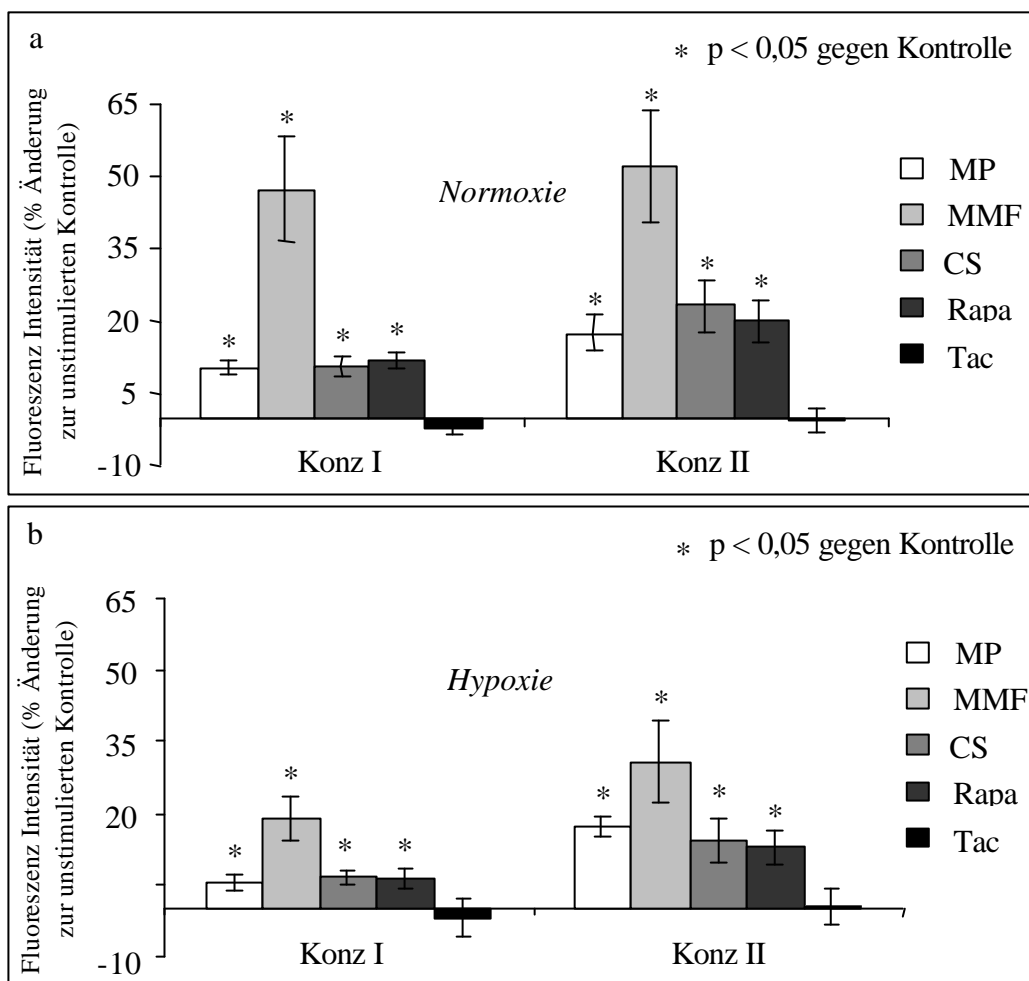 a
* p < 0,05 gegen Kontrolle
Fluoreszenz Intensität (% Änderung
zur unstimulierten Kontrolle)
65
50
35
20
5
-10
* * * *
* * * *
Normoxie
Konz I
Konz II
MP
MMF
CS
Rapa
Tac
b
* p < 0,05 gegen Kontrolle
Fluoreszenz Intensität (% Änderung
zur unstimulierten Kontrolle)
65
50
35
20
-10
* * * *
* * * *
Hypoxie
Konz I
Konz II
MP
MMF
CS
Rapa
Tac